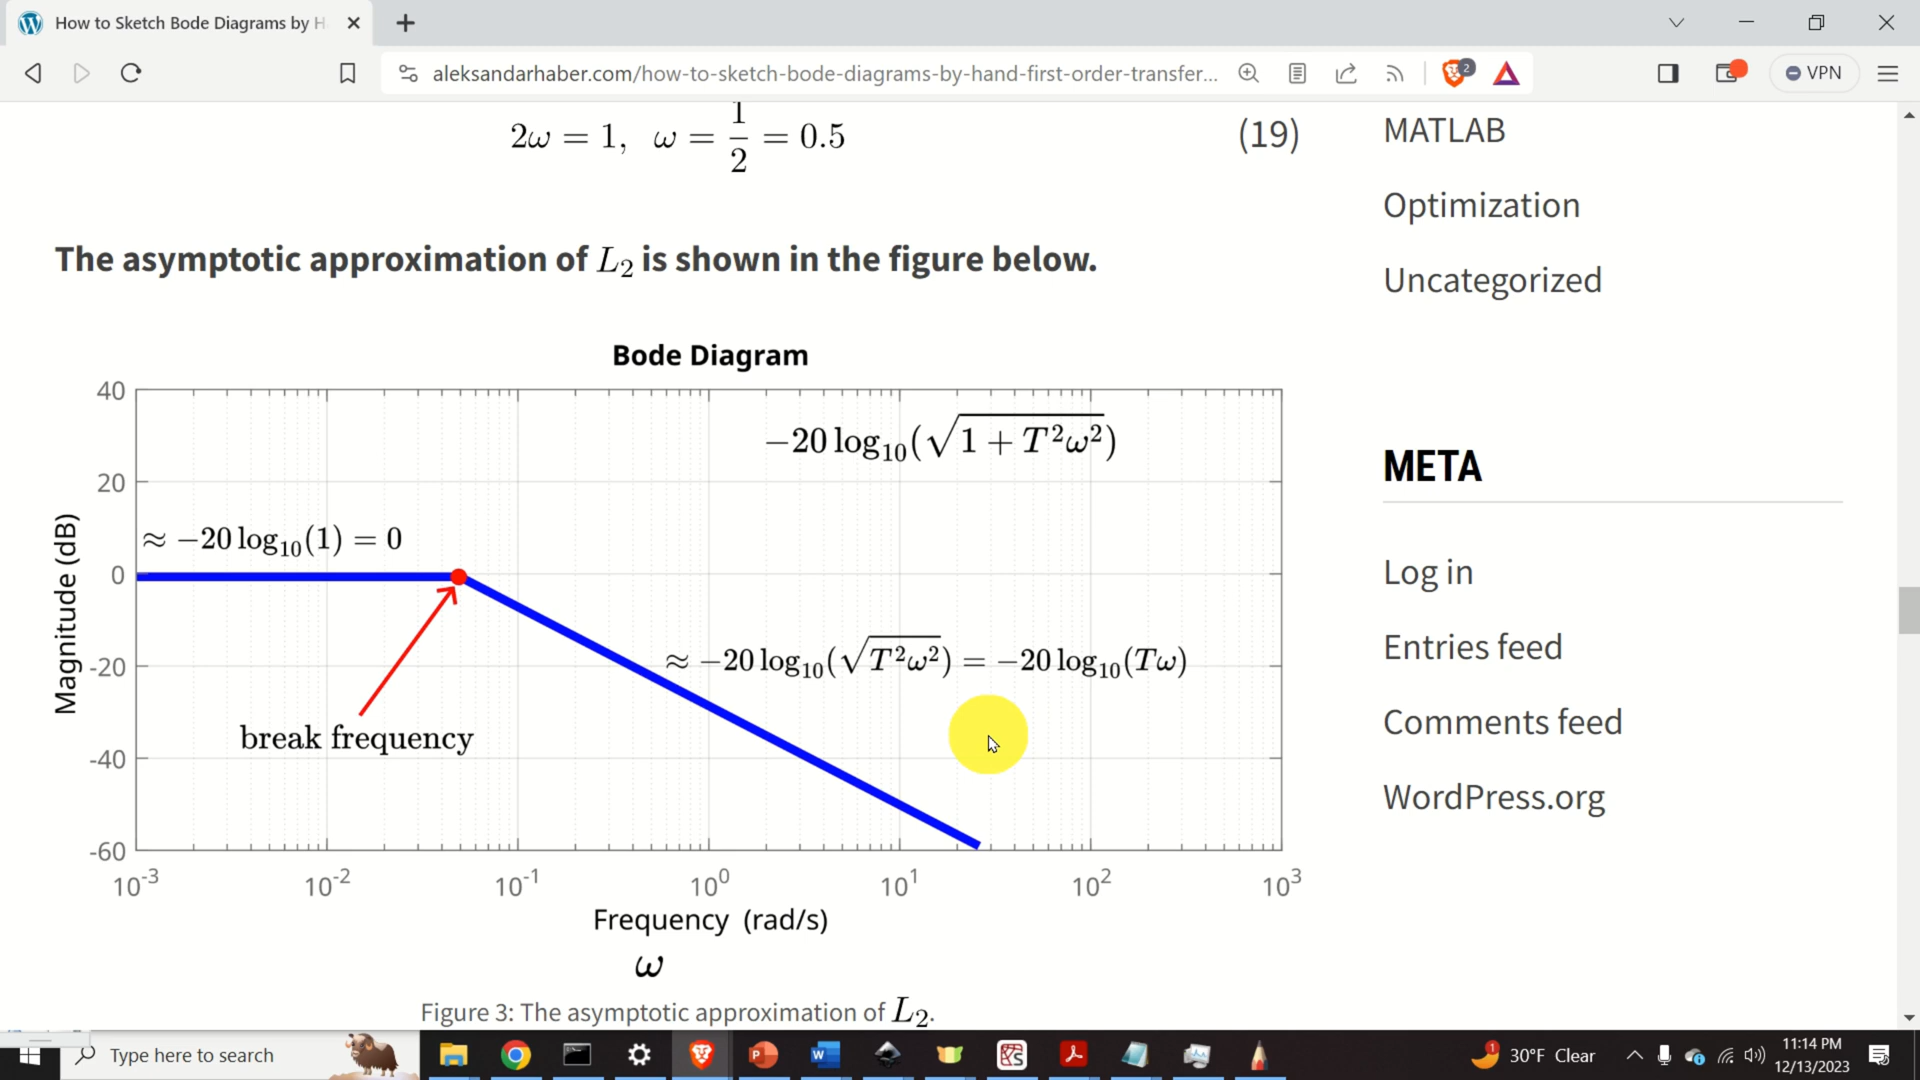 How to Sketch Bode Diagrams by H
aleksandarhaber.com/how-to-sketch-bode-diagrams-by-hand-first-order-transfer...
2
VPN
2ω = 1, ω = 1/2 = 0.5 (19)
The asymptotic approximation of L₂ is shown in the figure below.
Bode Diagram
Magnitude (dB)
40
20
0
-20
-40
-60
−20 log₁₀(√(1 + T²ω²))
≈ −20 log₁₀(1) = 0
≈ −20 log₁₀(√(T²ω²)) = −20 log₁₀(Tω)
break frequency
10⁻³ 10⁻² 10⁻¹ 10⁰ 10¹ 10² 10³
Frequency (rad/s)
ω
Figure 3: The asymptotic approximation of L₂.
MATLAB
Optimization
Uncategorized
META
Log in
Entries feed
Comments feed
WordPress.org
Type here to search
1
30°F Clear
11:14 PM
12/13/2023